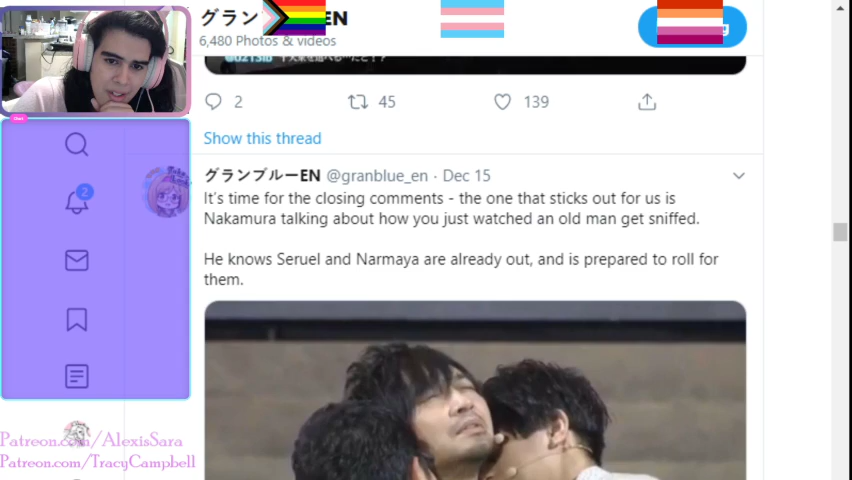 グラン EN
6,480 Photos & videos
2
45
139
Show this thread
グランブルーEN @granblue_en · Dec 15
It's time for the closing comments - the one that sticks out for us is
Nakamura talking about how you just watched an old man get sniffed.
He knows Seruel and Narmaya are already out, and is prepared to roll for
them.
2
Patreon.com/AlexisSara
Patreon.com/TracyCampbell